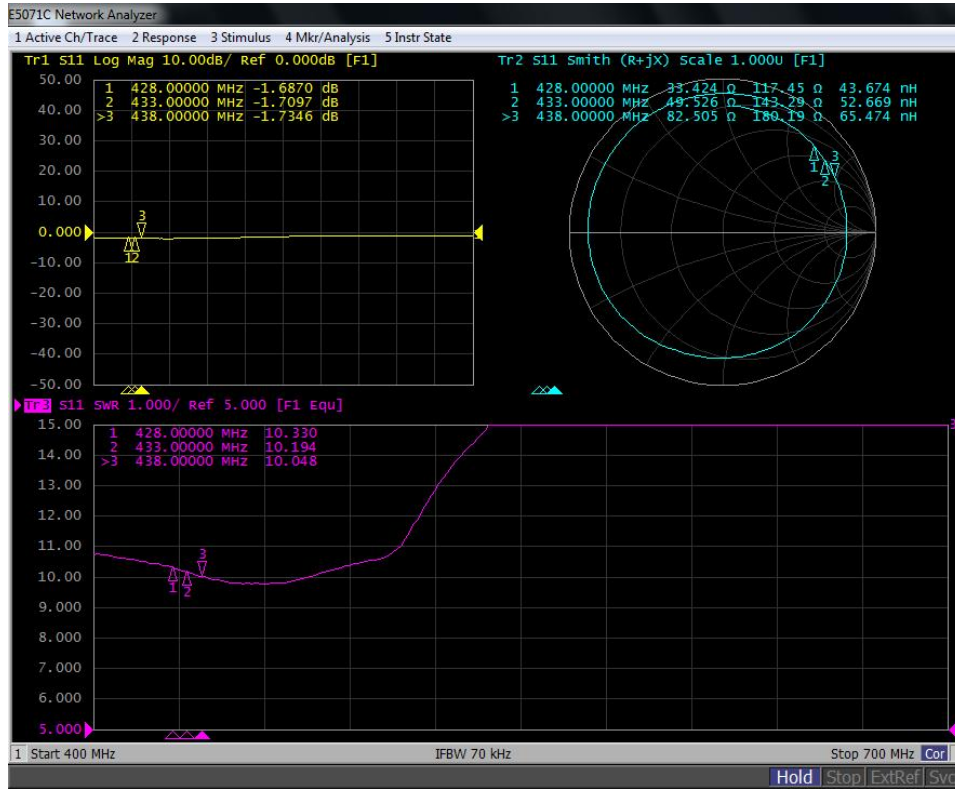 E5071C Network Analyzer
1 Active Ch/Trace 2 Response 3 Stimulus 4 Mkr/Analysis 5 Instr State
Tr1 S11 Log Mag 10.00dB/ Ref 0.000dB [F1]
50.00
1 428.00000 MHz -1.6870 dB
2 433.00000 MHz -1.7097 dB
>3 438.00000 MHz -1.7346 dB
40.00
30.00
20.00
10.00
0.000
-10.00
-20.00
-30.00
-40.00
-50.00
3
1
2
Tr2 S11 Smith (R+jX) Scale 1.000U [F1]
1 428.00000 MHz 33.424 Ω 117.45 Ω 43.674 nH
2 433.00000 MHz 49.526 Ω 143.29 Ω 52.669 nH
>3 438.00000 MHz 82.505 Ω 180.19 Ω 65.474 nH
3
1
2
Tr3 S11 SWR 1.000/ Ref 5.000 [F1 Equ]
15.00
1 428.00000 MHz 10.330
2 433.00000 MHz 10.194
>3 438.00000 MHz 10.048
14.00
13.00
12.00
11.00
10.00
9.000
8.000
7.000
6.000
5.000
3
1
2
3
1 Start 400 MHz IFBW 70 kHz Stop 700 MHz Cor
Hold Stop ExtRef Svc